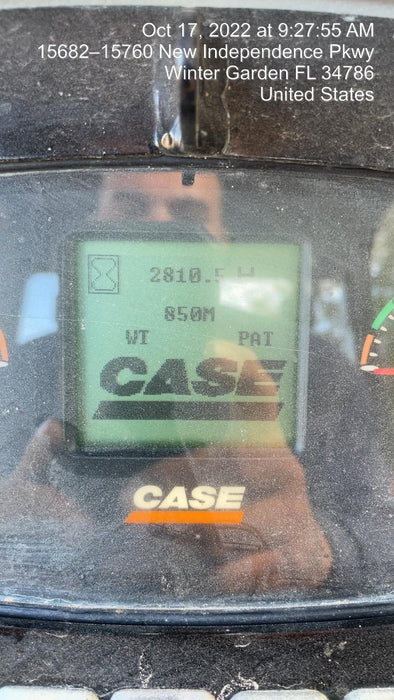 Oct 17, 2022 at 9:27:55 AM
15682–15760 New Independence Pkwy
Winter Garden FL 34786
United States
2810.5 H
850M
WT PAT
CASE
CASE